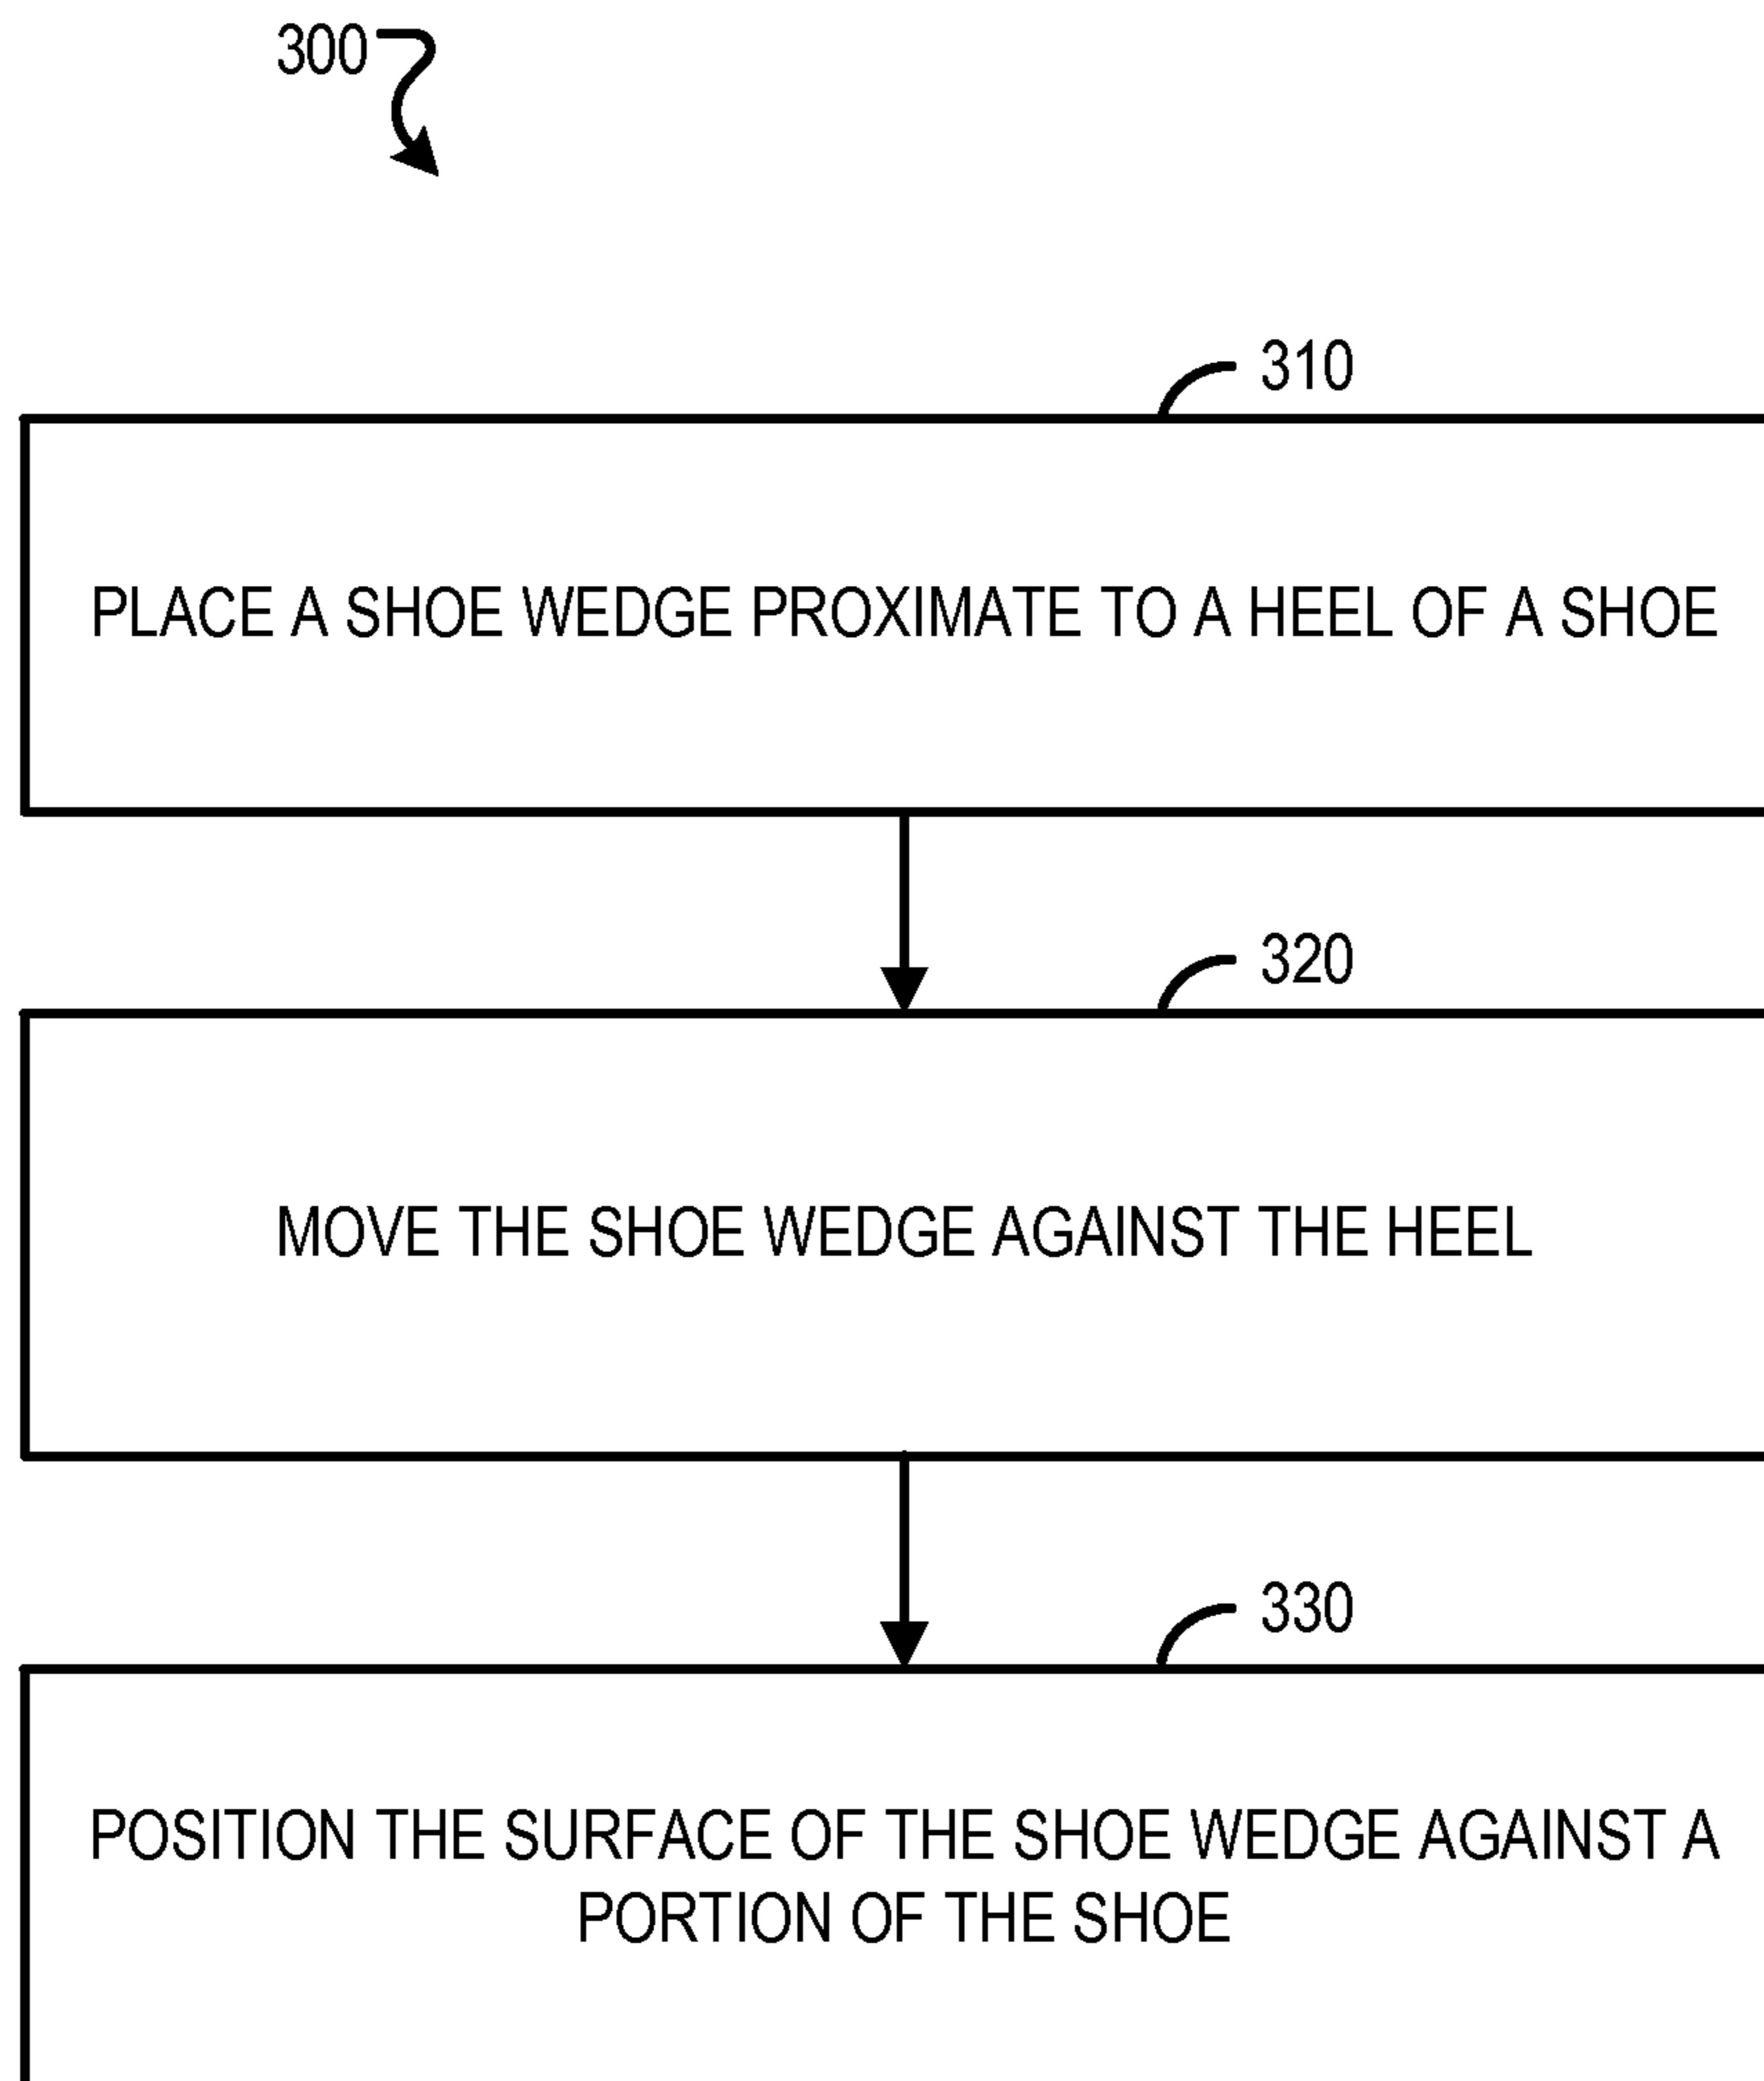 300
310
PLACE A SHOE WEDGE PROXIMATE TO A HEEL OF A SHOE
320
MOVE THE SHOE WEDGE AGAINST THE HEEL
330
POSITION THE SURFACE OF THE SHOE WEDGE AGAINST A
PORTION OF THE SHOE